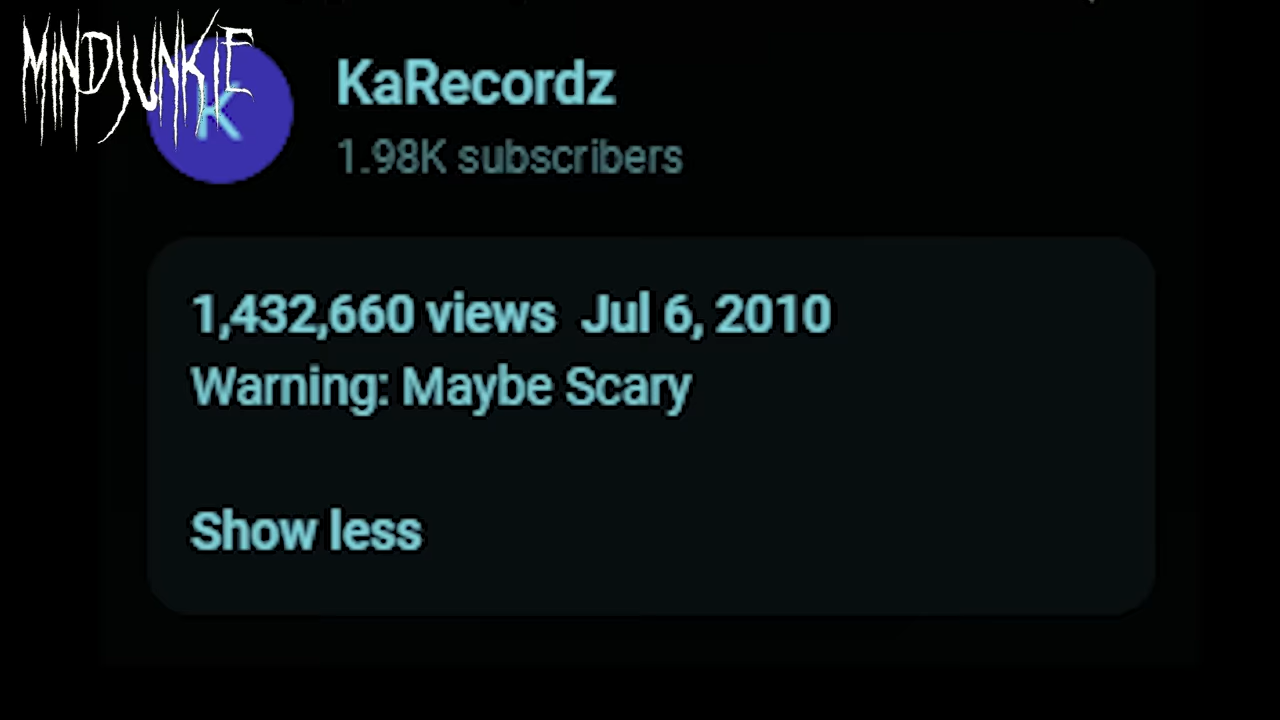 MINDJUNKIE
K
KaRecordz
1.98K subscribers
1,432,660 views Jul 6, 2010
Warning: Maybe Scary
Show less